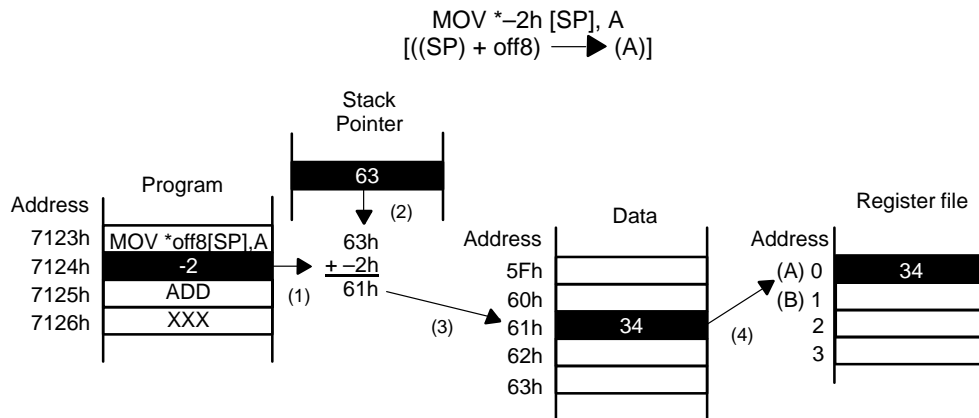 MOV *–2h [SP], A
[((SP) + off8) (A)]
Stack
Pointer
63
(2)
Program
Address
7123h
MOV *off8[SP],A
7124h
-2
(1)
7125h
ADD
7126h
XXX
63h
+ –2h
61h
(3)
Data
Address
5Fh
60h
61h
34
62h
63h
(4)
Register file
Address
(A) 0
34
(B) 1
2
3